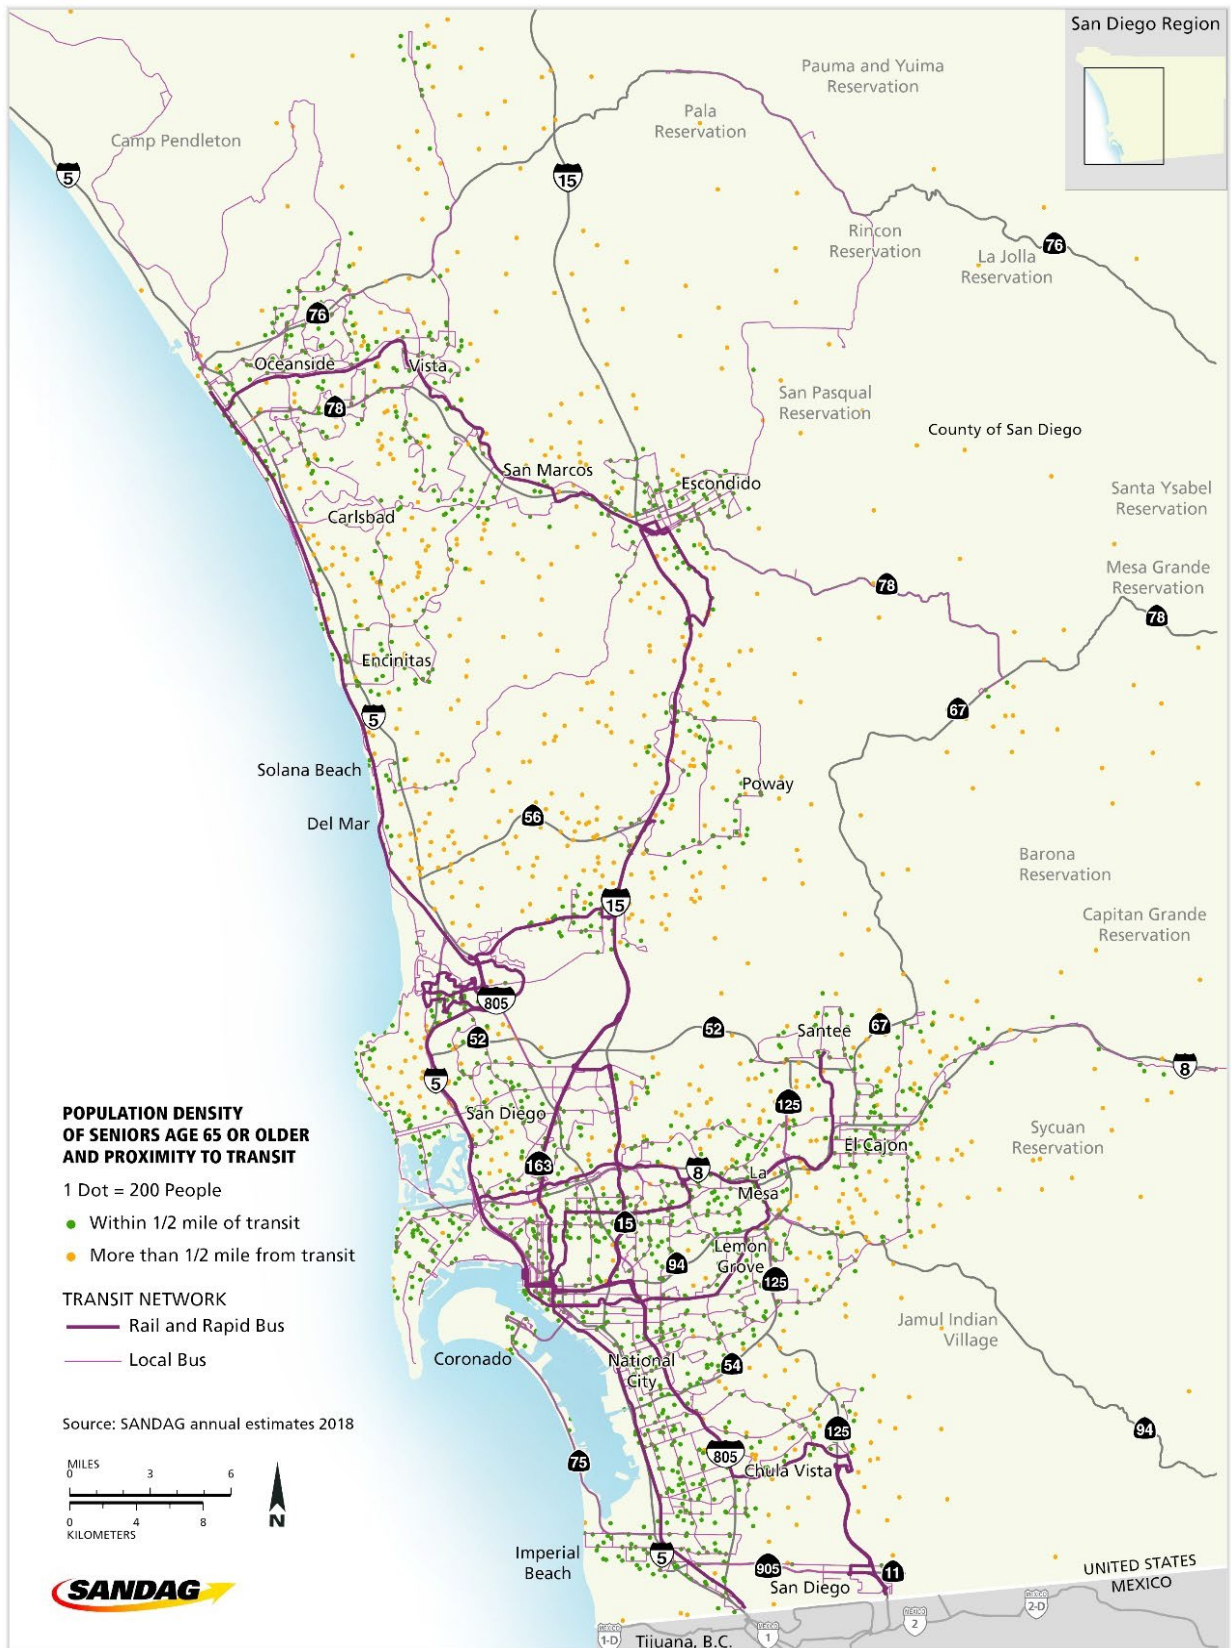 San Diego Region
Pauma and Yuima
Reservation
Pala
Reservation
Camp Pendleton
5
15
Rincon
Reservation
La Jolla
Reservation
76
76
Oceanside
Vista
78
San Pasqual
Reservation
County of San Diego
San Marcos
Escondido
Santa Ysabel
Reservation
Carlsbad
Mesa Grande
Reservation
78
78
Encinitas
67
5
Solana Beach
Poway
56
Del Mar
Barona
Reservation
15
Capitan Grande
Reservation
805
52
52
Santee
67
8
5
125
San Diego
El Cajon
Sycuan
Reservation
163
8
La
Mesa
15
Lemon
Grove
94
125
Jamul Indian
Village
Coronado
National
City
54
94
125
805
75
Chula Vista
Imperial
Beach
5
905
11
San Diego
UNITED STATES
MEXICO
MEXICO
1-D
Tijuana, B.C.
MEXICO
1
MEXICO
2
MEXICO
2-D
POPULATION DENSITY
OF SENIORS AGE 65 OR OLDER
AND PROXIMITY TO TRANSIT
1 Dot = 200 People
Within 1/2 mile of transit
More than 1/2 mile from transit
TRANSIT NETWORK
Rail and Rapid Bus
Local Bus
Source: SANDAG annual estimates 2018
MILES
0 3 6
0 4 8
KILOMETERS
N
SANDAG